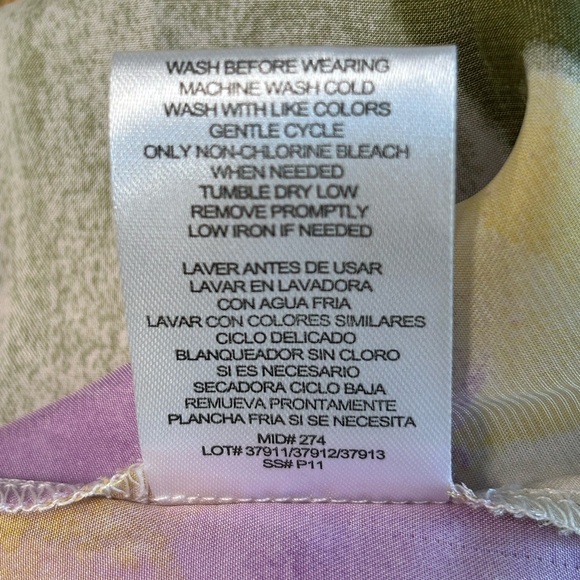 WASH BEFORE WEARING
MACHINE WASH COLD
WASH WITH LIKE COLORS
GENTLE CYCLE
ONLY NON-CHLORINE BLEACH
WHEN NEEDED
TUMBLE DRY LOW
REMOVE PROMPTLY
LOW IRON IF NEEDED
LAVER ANTES DE USAR
LAVAR EN LAVADORA
CON AGUA FRIA
LAVAR CON COLORES SIMILARES
CICLO DELICADO
BLANQUEADOR SIN CLORO
SI ES NECESARIO
SECADORA CICLO BAJA
REMUEVA PRONTAMENTE
PLANCHA FRIA SI SE NECESITA
MID# 274
LOT# 37911/37912/37913
SS# P11